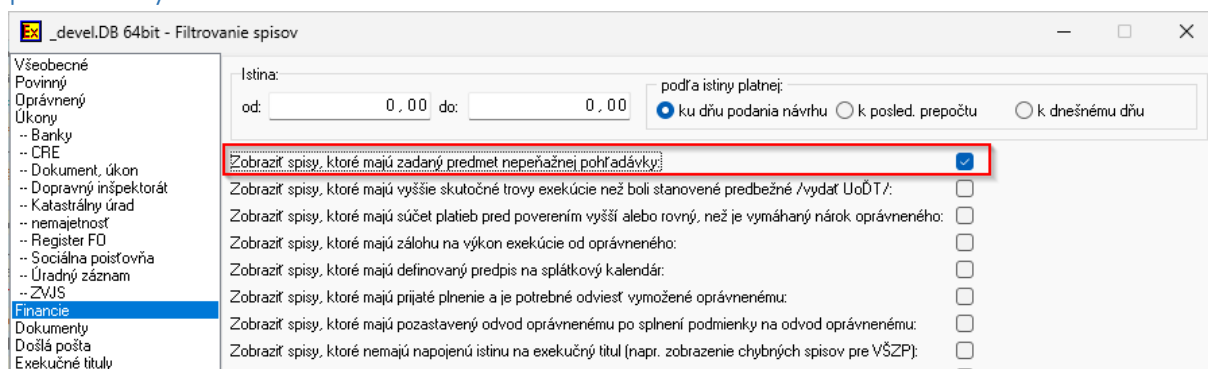 Ex _devel.DB 64bit - Filtrovanie spisov
Všeobecné
Povinný
Oprávnený
Úkony
-- Banky
-- CRE
-- Dokument, úkon
-- Dopravný inšpektorát
-- Katastrálny úrad
-- nemajetnosť
-- Register FO
-- Sociálna poisťovňa
-- Úradný záznam
-- ZVJS
Financie
Dokumenty
Došlá pošta
Exekučné tituly
Istina:
od: 0,00 do: 0,00
podľa istiny platnej:
ku dňu podania návrhu k posled. prepočtu k dnešnému dňu
Zobraziť spisy, ktoré majú zadaný predmet nepeňažnej pohľadávky:
Zobraziť spisy, ktoré majú vyššie skutočné trovy exekúcie než boli stanovené predbežné /vydať UoĎT/:
Zobraziť spisy, ktoré majú súčet platieb pred poverením vyšší alebo rovný, než je vymáhaný nárok oprávneného:
Zobraziť spisy, ktoré majú zálohu na výkon exekúcie od oprávneného:
Zobraziť spisy, ktoré majú definovaný predpis na splátkový kalendár:
Zobraziť spisy, ktoré majú prijaté plnenie a je potrebné odviesť vymožené oprávnenému:
Zobraziť spisy, ktoré majú pozastavený odvod oprávnenému po splnení podmienky na odvod oprávnenému:
Zobraziť spisy, ktoré nemajú napojenú istinu na exekučný titul (napr. zobrazenie chybných spisov pre VŠZP):